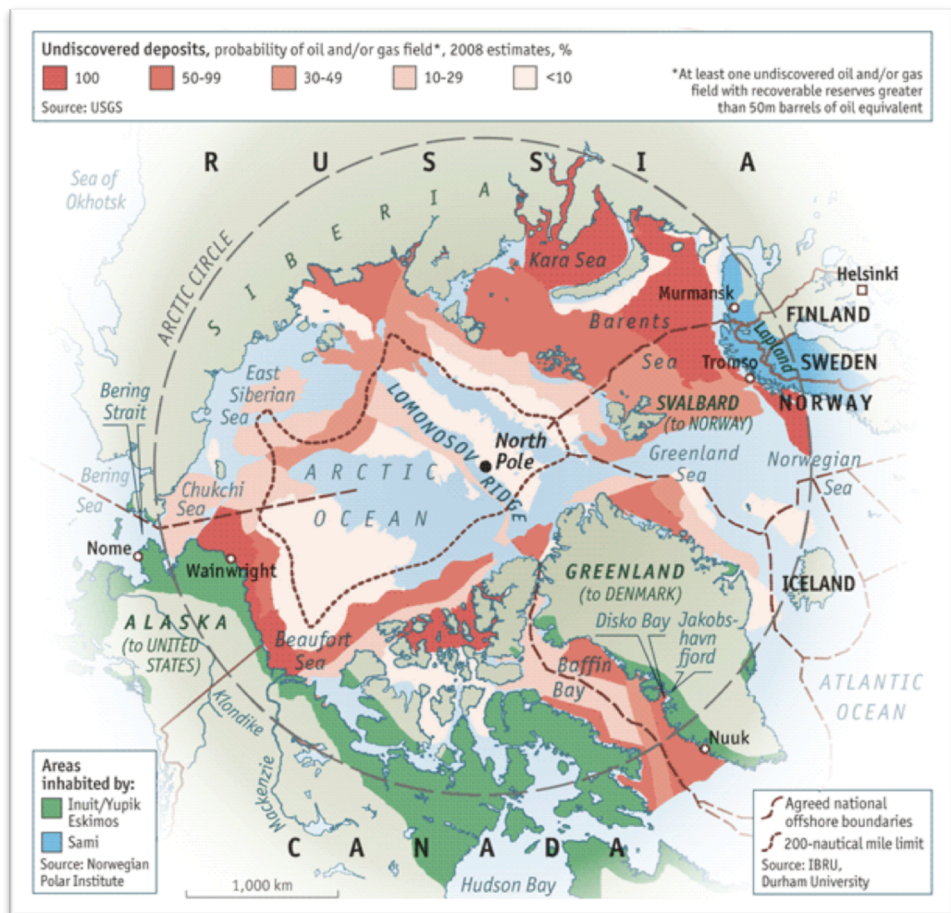 Undiscovered deposits, probability of oil and/or gas field*, 2008 estimates, %
100
50-99
30-49
10-29
<10
Source: USGS
*At least one undiscovered oil and/or gas
field with recoverable reserves greater
than 50m barrels of oil equivalent
RUSSIA
Sea of
Okhotsk
SIBERIA
ARCTIC CIRCLE
Kara Sea
Helsinki
Murmansk
FINLAND
Barents
Sea
Lapland
Tromso
SWEDEN
NORWAY
East
Siberian
Sea
Bering
Strait
LOMONOSOV
RIDGE
SVALBARD
(to NORWAY)
North
Pole
Greenland
Sea
Norwegian
Sea
Bering
Sea
ARCTIC
OCEAN
Chukchi
Sea
Nome
Wainwright
GREENLAND
(to DENMARK)
ICELAND
ALASKA
(to UNITED
STATES)
Disko Bay
Jakobs-
havn
fjord
Beaufort
Sea
Baffin
Bay
ATLANTIC
OCEAN
Klondike
Nuuk
Mackenzie
Areas
inhabited by:
Inuit/Yupik
Eskimos
Sami
Source: Norwegian
Polar Institute
CANADA
1,000 km
Hudson Bay
Agreed national
offshore boundaries
200-nautical mile limit
Source: IBRU,
Durham University